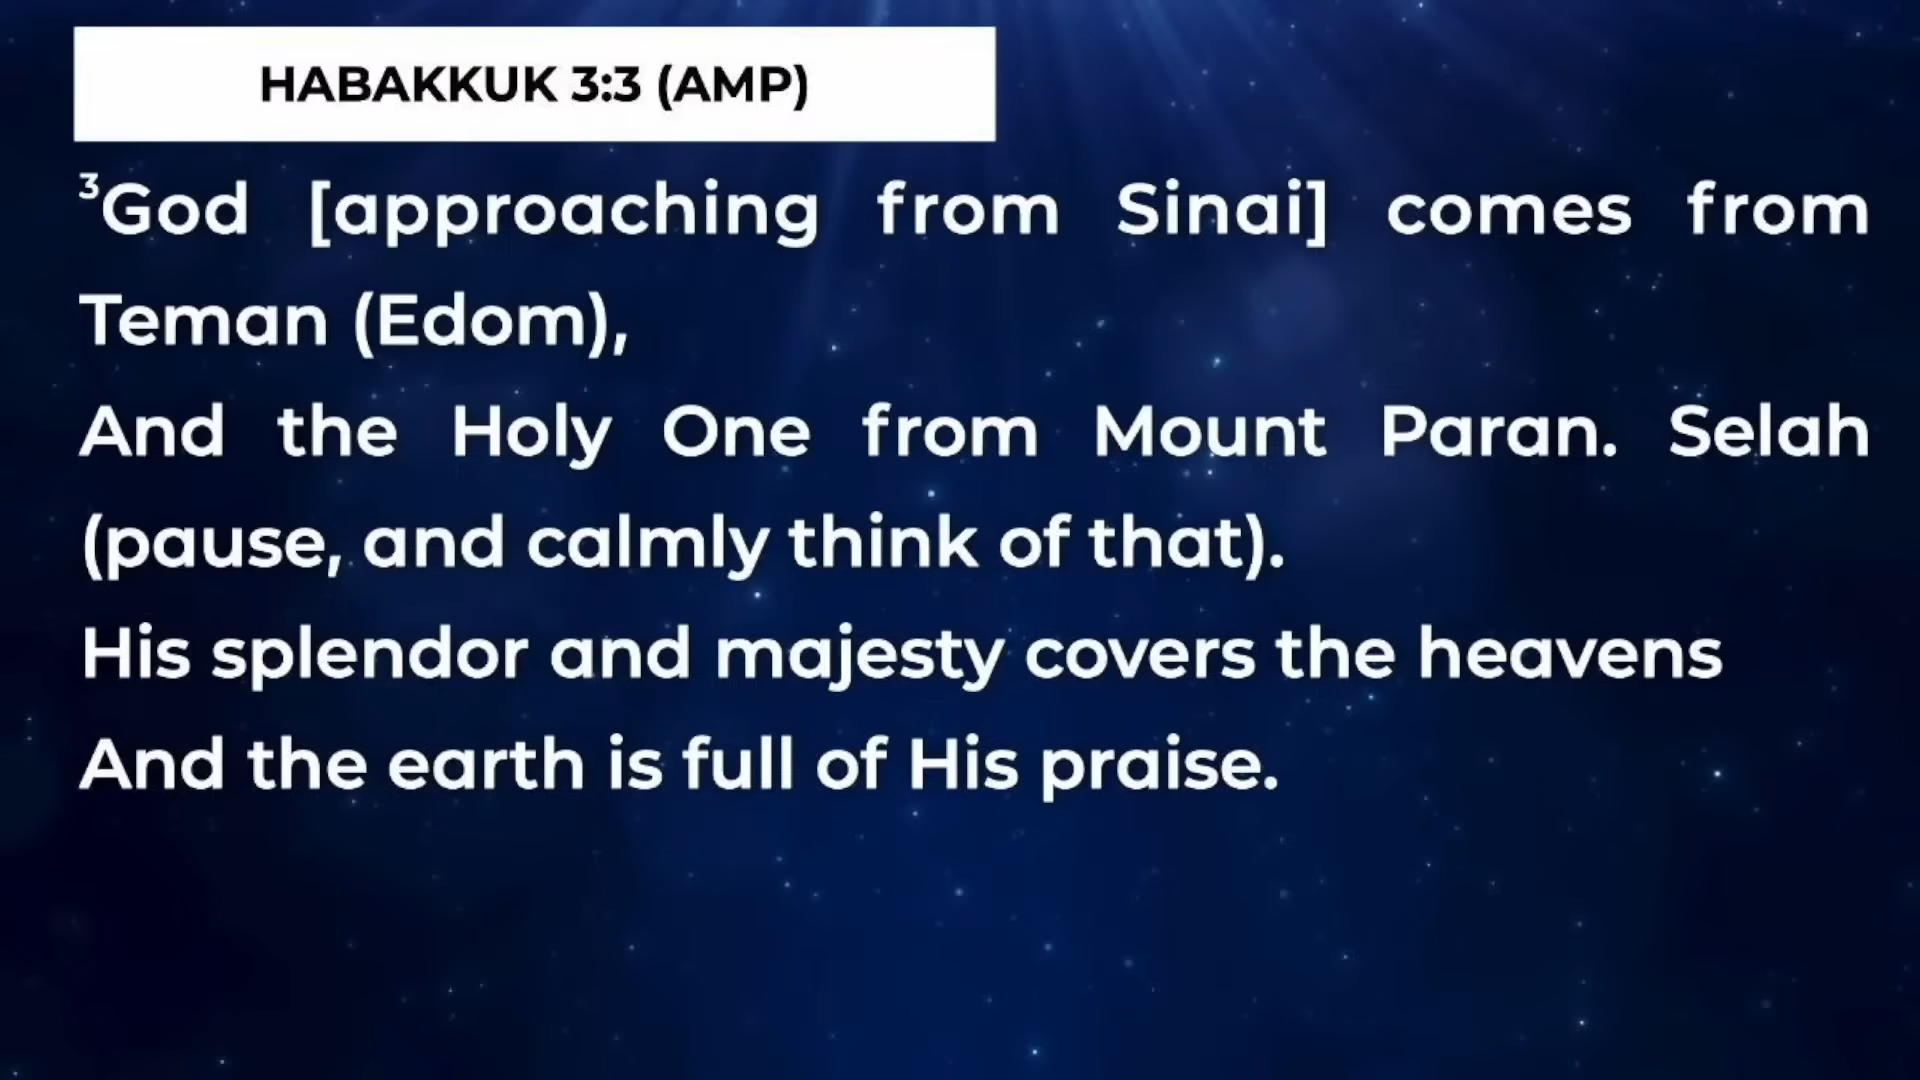 HABAKKUK 3:3 (AMP)
³God [approaching from Sinai] comes from
Teman (Edom),
And the Holy One from Mount Paran. Selah
(pause, and calmly think of that).
His splendor and majesty covers the heavens
And the earth is full of His praise.